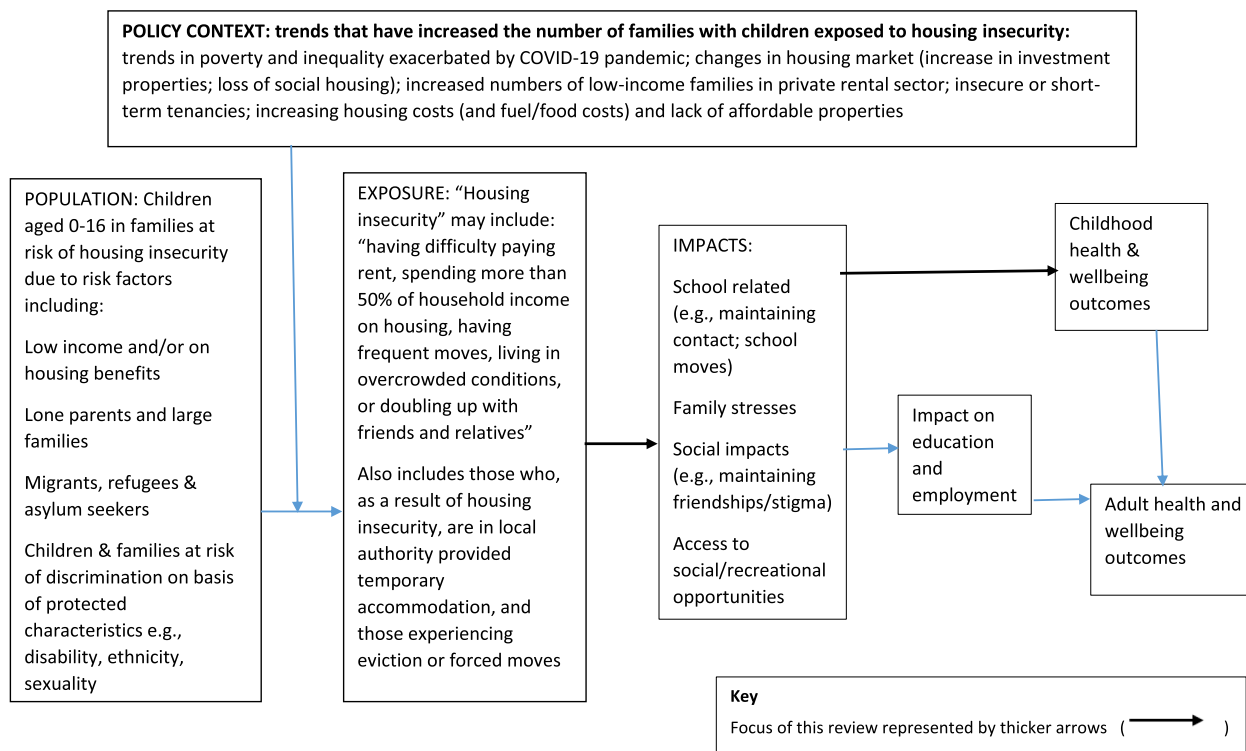 POLICY CONTEXT: trends that have increased the number of families with children exposed to housing insecurity:
trends in poverty and inequality exacerbated by COVID-19 pandemic; changes in housing market (increase in investment
properties; loss of social housing); increased numbers of low-income families in private rental sector; insecure or short-
term tenancies; increasing housing costs (and fuel/food costs) and lack of affordable properties
POPULATION: Children
aged 0-16 in families at
risk of housing insecurity
due to risk factors
including:
Low income and/or on
housing benefits
Lone parents and large
families
Migrants, refugees &
asylum seekers
Children & families at risk
of discrimination on basis
of protected
characteristics e.g.,
disability, ethnicity,
sexuality
EXPOSURE: “Housing
insecurity” may include:
“having difficulty paying
rent, spending more than
50% of household income
on housing, having
frequent moves, living in
overcrowded conditions,
or doubling up with
friends and relatives”
Also includes those who,
as a result of housing
insecurity, are in local
authority provided
temporary
accommodation, and
those experiencing
eviction or forced moves
IMPACTS:
School related
(e.g., maintaining
contact; school
moves)
Family stresses
Social impacts
(e.g., maintaining
friendships/stigma)
Access to
social/recreational
opportunities
Childhood
health &
wellbeing
outcomes
Impact on
education
and
employment
Adult health and
wellbeing
outcomes
Key
Focus of this review represented by thicker arrows ( )